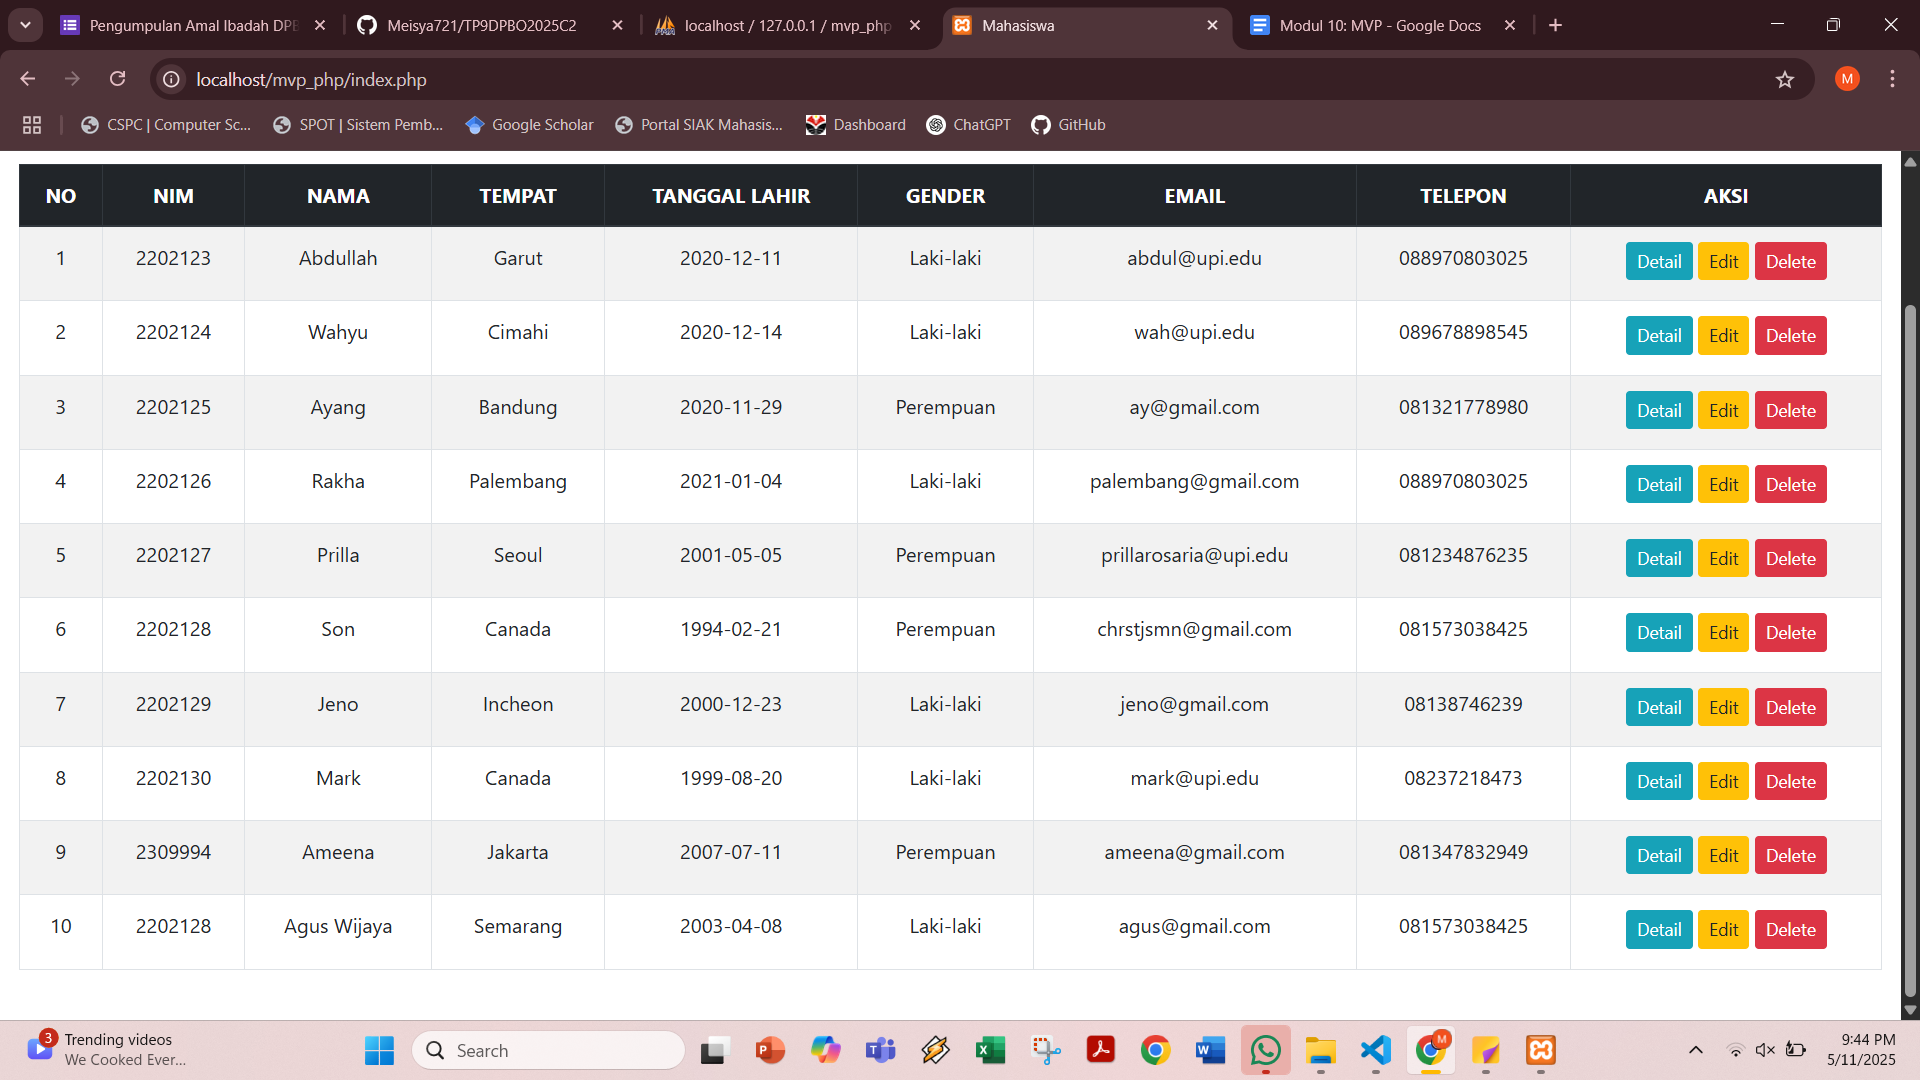 Pengumpulan Amal Ibadah DPB
Meisya721/TP9DPBO2025C2
localhost / 127.0.0.1 / mvp_php
Mahasiswa
Modul 10: MVP - Google Docs
localhost/mvp_php/index.php
M
CSPC | Computer Sc...
SPOT | Sistem Pemb...
Google Scholar
Portal SIAK Mahasis...
Dashboard
ChatGPT
GitHub
NO NIM NAMA TEMPAT TANGGAL LAHIR GENDER EMAIL TELEPON AKSI
1 2202123 Abdullah Garut 2020-12-11 Laki-laki abdul@upi.edu 088970803025 Detail Edit Delete
2 2202124 Wahyu Cimahi 2020-12-14 Laki-laki wah@upi.edu 089678898545 Detail Edit Delete
3 2202125 Ayang Bandung 2020-11-29 Perempuan ay@gmail.com 081321778980 Detail Edit Delete
4 2202126 Rakha Palembang 2021-01-04 Laki-laki palembang@gmail.com 088970803025 Detail Edit Delete
5 2202127 Prilla Seoul 2001-05-05 Perempuan prillarosaria@upi.edu 081234876235 Detail Edit Delete
6 2202128 Son Canada 1994-02-21 Perempuan chrstjsmn@gmail.com 081573038425 Detail Edit Delete
7 2202129 Jeno Incheon 2000-12-23 Laki-laki jeno@gmail.com 08138746239 Detail Edit Delete
8 2202130 Mark Canada 1999-08-20 Laki-laki mark@upi.edu 08237218473 Detail Edit Delete
9 2309994 Ameena Jakarta 2007-07-11 Perempuan ameena@gmail.com 081347832949 Detail Edit Delete
10 2202128 Agus Wijaya Semarang 2003-04-08 Laki-laki agus@gmail.com 081573038425 Detail Edit Delete
3
Trending videos
We Cooked Ever...
Search
M
9:44 PM
5/11/2025